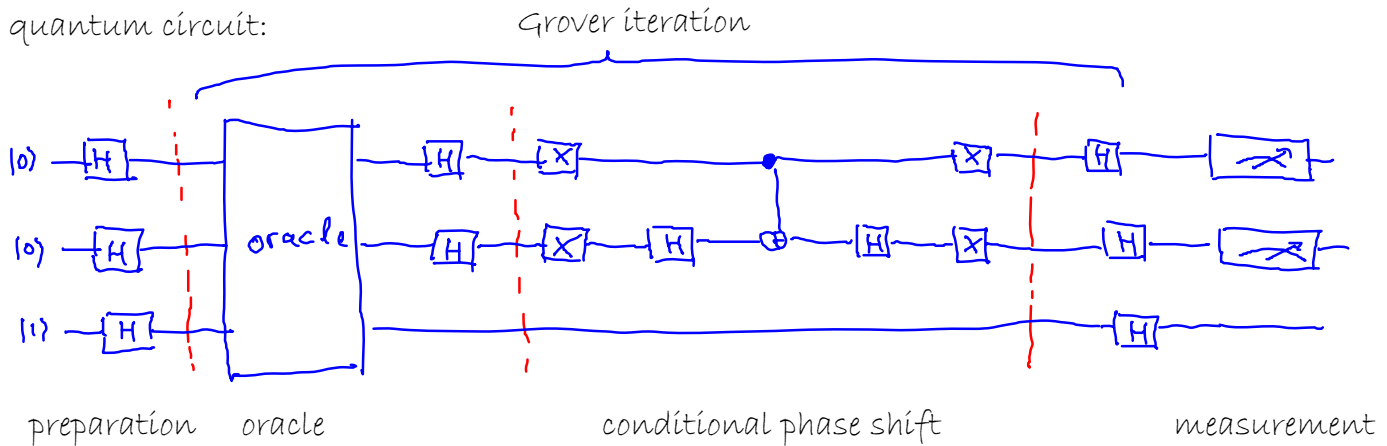 quantum circuit: Grover iteration
|0⟩ H H X X H
|0⟩ H oracle H X H H X H
|1⟩ H H
preparation oracle conditional phase shift measurement